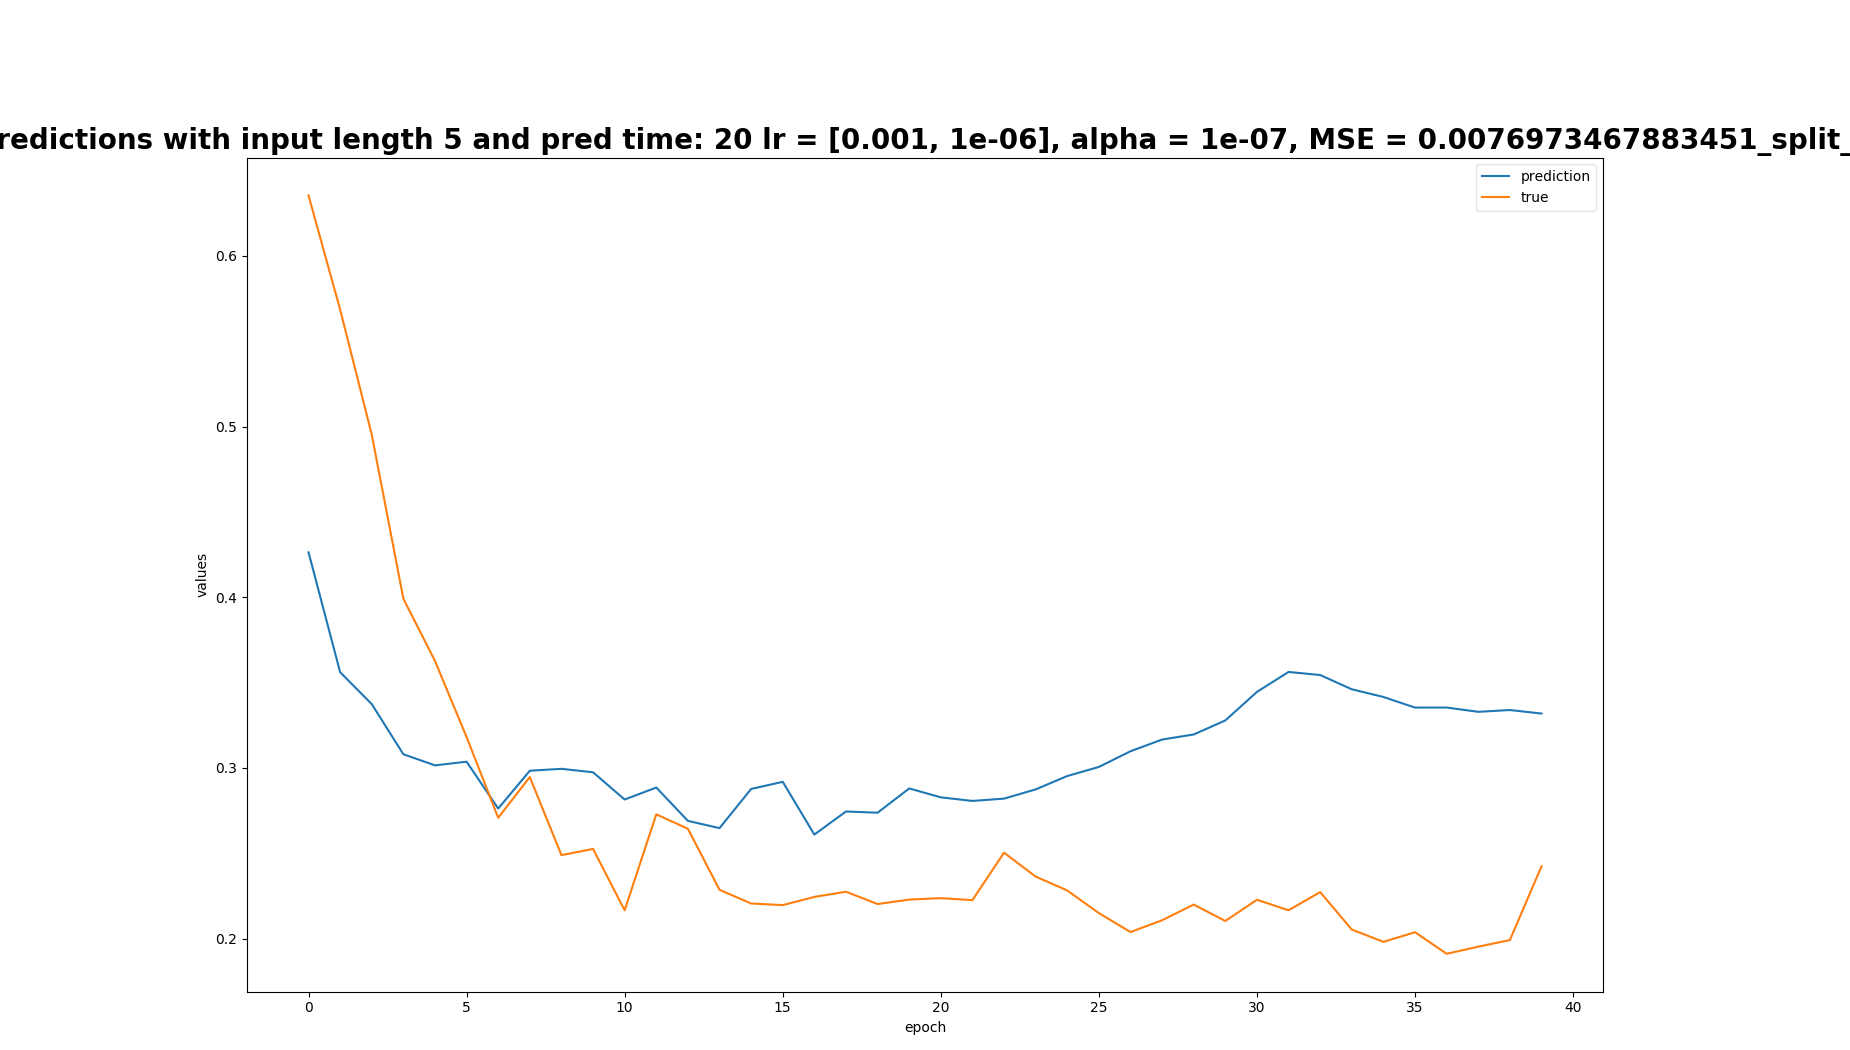 redictions with input length 5 and pred time: 20 lr = [0.001, 1e-06], alpha = 1e-07, MSE = 0.0076973467883451_split_
prediction
true
0.6
0.5
0.4
0.3
0.2
values
0 5 10 15 20 25 30 35 40
epoch